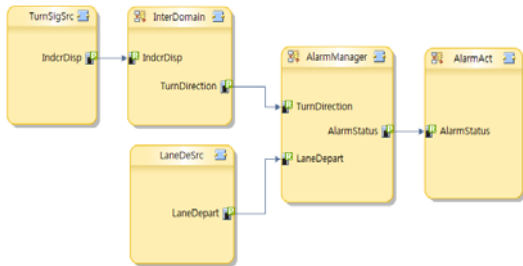 TurnSigSrc
IndcrDisp
InterDomain
IndcrDisp
TurnDirection
LaneDeSrc
LaneDepart
AlarmManager
TurnDirection
AlarmStatus
LaneDepart
AlarmAct
AlarmStatus